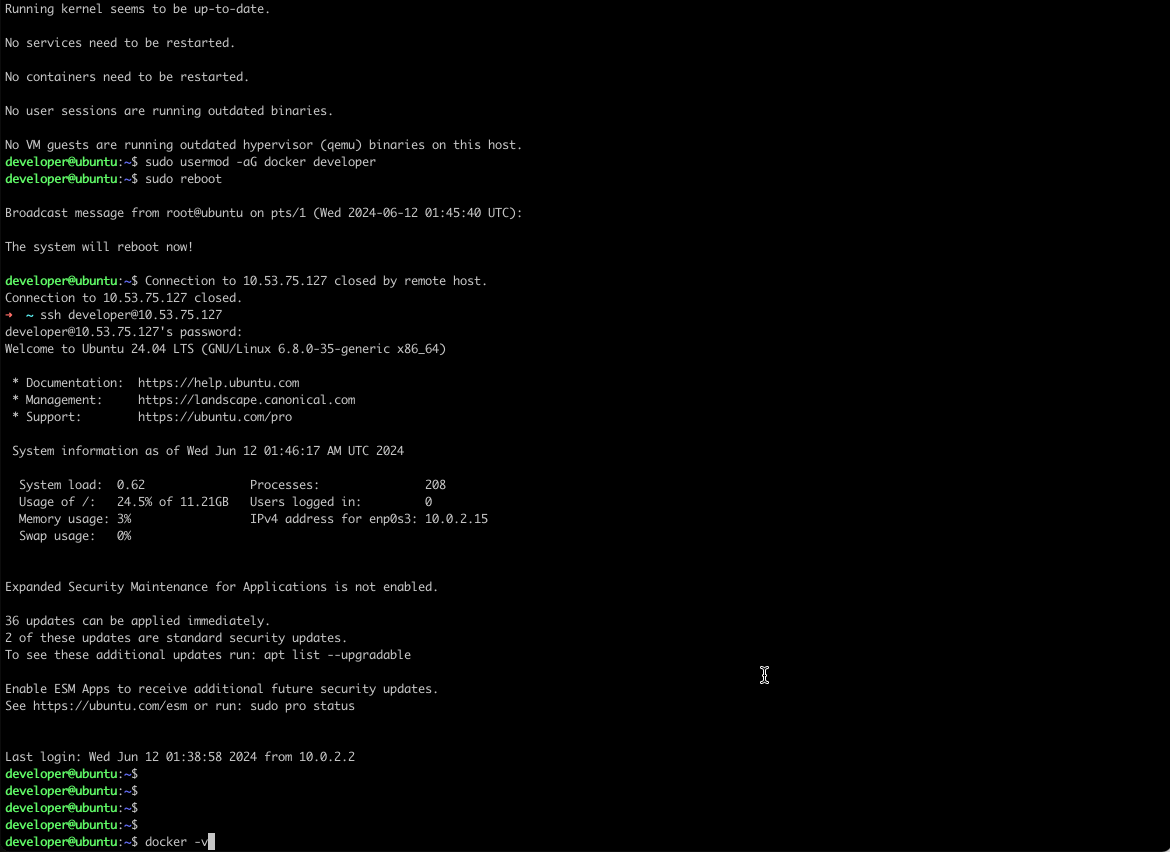 Running kernel seems to be up-to-date.
No services need to be restarted.
No containers need to be restarted.
No user sessions are running outdated binaries.
No VM guests are running outdated hypervisor (qemu) binaries on this host.
developer@ubuntu:~$ sudo usermod -aG docker developer
developer@ubuntu:~$ sudo reboot
Broadcast message from root@ubuntu on pts/1 (Wed 2024-06-12 01:45:40 UTC):
The system will reboot now!
developer@ubuntu:~$ Connection to 10.53.75.127 closed by remote host.
Connection to 10.53.75.127 closed.
➜  ~ ssh developer@10.53.75.127
developer@10.53.75.127's password:
Welcome to Ubuntu 24.04 LTS (GNU/Linux 6.8.0-35-generic x86_64)
 * Documentation:  https://help.ubuntu.com
 * Management:     https://landscape.canonical.com
 * Support:        https://ubuntu.com/pro
 System information as of Wed Jun 12 01:46:17 AM UTC 2024
  System load:  0.62               Processes:               208
  Usage of /:   24.5% of 11.21GB   Users logged in:         0
  Memory usage: 3%                 IPv4 address for enp0s3: 10.0.2.15
  Swap usage:   0%
Expanded Security Maintenance for Applications is not enabled.
36 updates can be applied immediately.
2 of these updates are standard security updates.
To see these additional updates run: apt list --upgradable
Enable ESM Apps to receive additional future security updates.
See https://ubuntu.com/esm or run: sudo pro status
Last login: Wed Jun 12 01:38:58 2024 from 10.0.2.2
developer@ubuntu:~$
developer@ubuntu:~$
developer@ubuntu:~$
developer@ubuntu:~$
developer@ubuntu:~$ docker -v